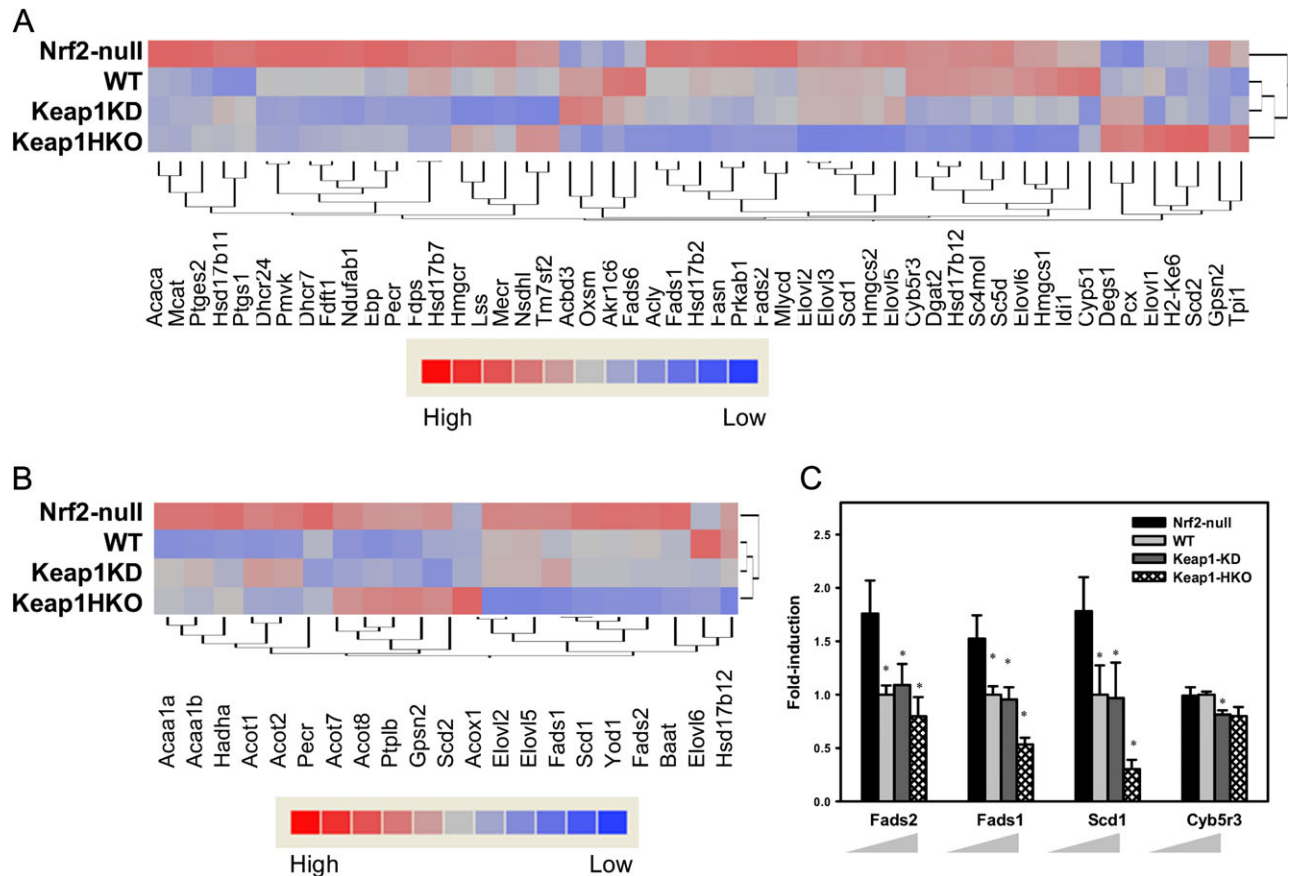 A
Nrf2-null
WT
Keap1KD
Keap1HKO
Acaca
Mcat
Ptges2
Hsd17b11
Ptgs1
Dhcr24
Pmvk
Dhcr7
Fdft1
Ndufab1
Ebp
Pecr
Fdps
Hsd17b7
Hmgcr
Lss
Mecr
Nsdhl
Tm7sf2
Acbd3
Oxsm
Akr1c6
Fads6
Acly
Fads1
Hsd17b2
Fasn
Prkab1
Fads2
Mlycd
Elovl2
Elovl3
Scd1
Hmgcs2
Elovl5
Cyb5r3
Dgat2
Hsd17b12
Sc4mol
Sc5d
Elovl6
Hmgcs1
Idi1
Cyp51
Degs1
Pcx
Elovl1
H2-Ke6
Scd2
Gpsn2
Tpi1
High Low
B
Nrf2-null
WT
Keap1KD
Keap1HKO
Acaa1a
Acaa1b
Hadha
Acot1
Acot2
Pecr
Acot7
Acot8
Ptplb
Gpsn2
Scd2
Acox1
Elovl2
Elovl5
Fads1
Scd1
Yod1
Fads2
Baat
Elovl6
Hsd17b12
High Low
C
Fold-induction
2.5
2.0
1.5
1.0
0.5
0.0
Nrf2-null
WT
Keap1-KD
Keap1-HKO
* * * * * * * * * *
Fads2 Fads1 Scd1 Cyb5r3